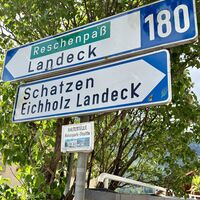 Reschenpaß
Landeck
180
Schatzen
Eichholz Landeck